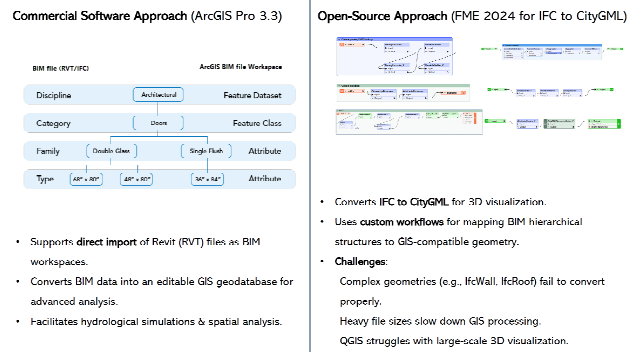 Commercial Software Approach (ArcGIS Pro 3.3)
BIM file (RVT/IFC)
ArcGIS BIM file Workspace
Discipline
Architectural
Feature Dataset
Category
Doors
Feature Class
Family
Double Glass
Single Flush
Attribute
Type
68" × 80"
48" × 80"
36" × 84"
Attribute
• Supports direct import of Revit (RVT) files as BIM
workspaces.
• Converts BIM data into an editable GIS geodatabase for
advanced analysis.
• Facilitates hydrological simulations & spatial analysis.
Open-Source Approach (FME 2024 for IFC to CityGML)
• Converts IFC to CityGML for 3D visualization.
• Uses custom workflows for mapping BIM hierarchical
structures to GIS-compatible geometry.
• Challenges:
Complex geometries (e.g., IfcWall, IfcRoof) fail to convert
properly.
Heavy file sizes slow down GIS processing.
QGIS struggles with large-scale 3D visualization.